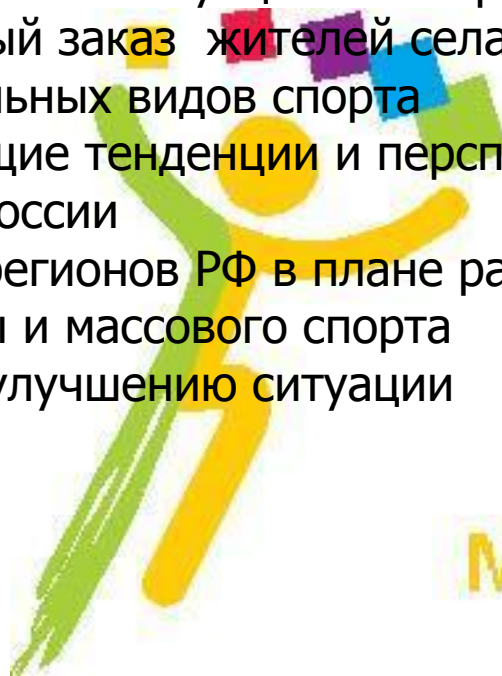 ый заказ жителей села
льных видов спорта
щие тенденции и персп
оссии
регионов РФ в плане ра
и и массового спорта
улучшению ситуации